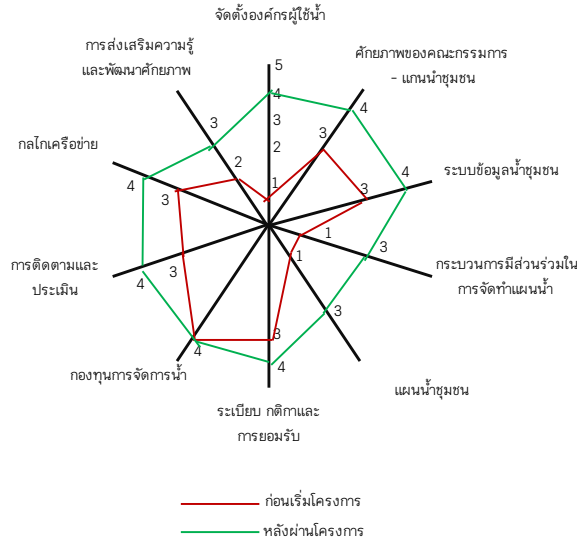 จัดตั้งองค์กรผู้ใช้น้ำ
การส่งเสริมความรู้
และพัฒนาศักยภาพ
ศักยภาพของคณะกรรมการ
- แกนนำชุมชน
5
4
4
3
3
3
2
กลไกเครือข่าย
2
ระบบข้อมูลน้ำชุมชน
4
4
3
1
3
1
3
การติดตามและ
ประเมิน
3
4
1
กระบวนการมีส่วนร่วมใน
การจัดทำแผนน้ำ
3
3
4
4
กองทุนการจัดการน้ำ
แผนน้ำชุมชน
ระเบียบ กติกาและ
การยอมรับ
ก่อนเริ่มโครงการ
หลังผ่านโครงการ